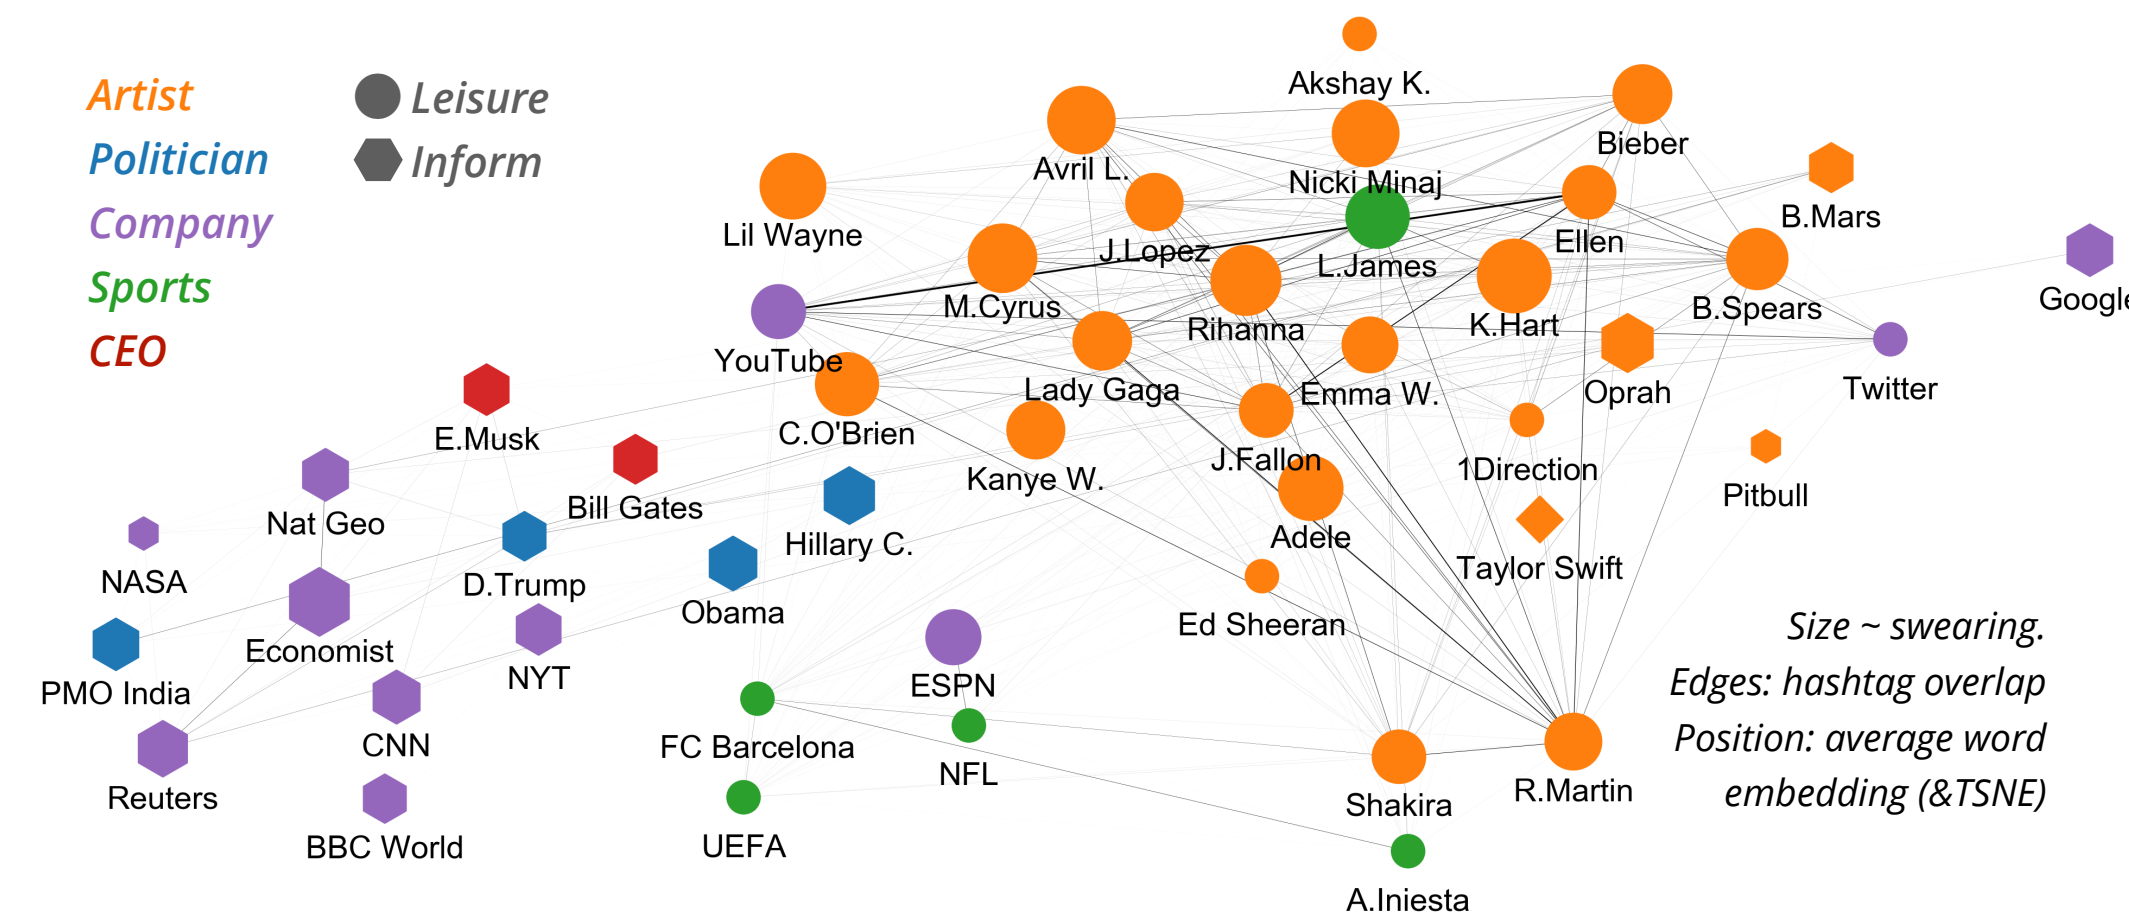 Artist
Politician
Company
Sports
CEO
Leisure
Inform
Akshay K.
Avril L.
Bieber
Nicki Minaj
B.Mars
Lil Wayne
J.Lopez
Ellen
L.James
M.Cyrus
Google
B.Spears
Rihanna
K.Hart
YouTube
Lady Gaga
Emma W.
Oprah
Twitter
E.Musk
C.O'Brien
J.Fallon
1Direction
Kanye W.
Pitbull
Bill Gates
Nat Geo
Hillary C.
Adele
Taylor Swift
NASA
D.Trump
Obama
Ed Sheeran
Economist
NYT
PMO India
ESPN
CNN
FC Barcelona
NFL
Reuters
R.Martin
Shakira
BBC World
UEFA
A.Iniesta
Size ~ swearing.
Edges: hashtag overlap
Position: average word
embedding (&TSNE)